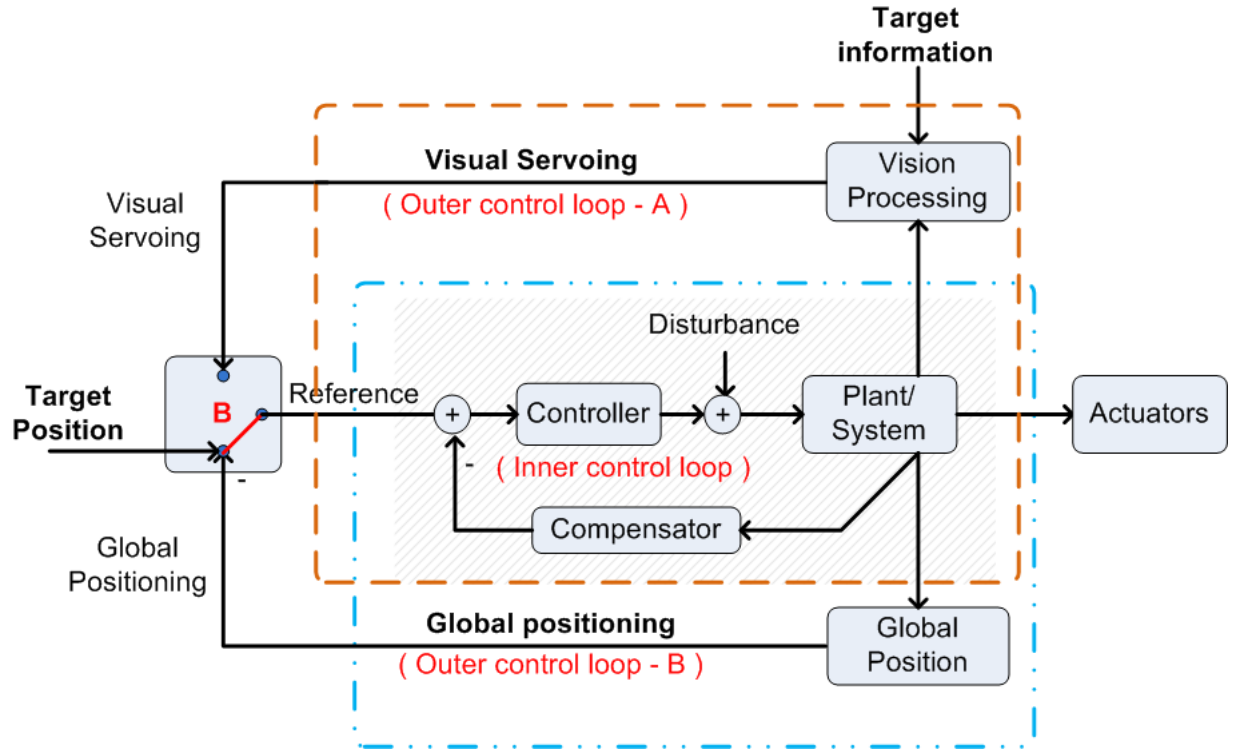 Target
information
Visual Servoing
( Outer control loop - A )
Vision
Processing
Visual
Servoing
Disturbance
Target
Position
B
Reference
+
Controller
+
Plant/
System
Actuators
-
( Inner control loop )
-
Compensator
Global
Positioning
Global positioning
( Outer control loop - B )
Global
Position